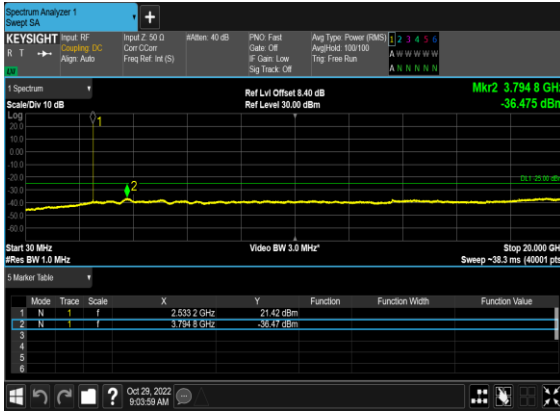 Spectrum Analyzer 1
Swept SA
KEYSIGHT
R T
Input: RF
Coupling: DC
Align: Auto
Input Z: 50 Ω
Corr CCorr
Freq Ref: Int (S)
#Atten: 40 dB
PNO: Fast
Gate: Off
IF Gain: Low
Sig Track: Off
Avg Type: Power (RMS)
Avg|Hold: 100/100
Trig: Free Run
1 2 3 4 5 6
A W W W W W
A N N N N N
1 Spectrum
Scale/Div 10 dB
Ref Lvl Offset 8.40 dB
Ref Level 30.00 dBm
Mkr2 3.794 8 GHz
-36.475 dBm
Log
20.0
10.0
0.00
-10.0
-20.0
-30.0
-40.0
-50.0
-60.0
1
2
DL1 -25.00 dBm
Start 30 MHz
#Res BW 1.0 MHz
Video BW 3.0 MHz*
Stop 20.000 GHz
Sweep ~38.3 ms (40001 pts)
5 Marker Table
Mode Trace Scale X Y Function Function Width Function Value
1 N 1 f 2.533 2 GHz 21.42 dBm
2 N 1 f 3.794 8 GHz -36.47 dBm
3
4
5
6
Oct 29, 2022
9:03:59 AM